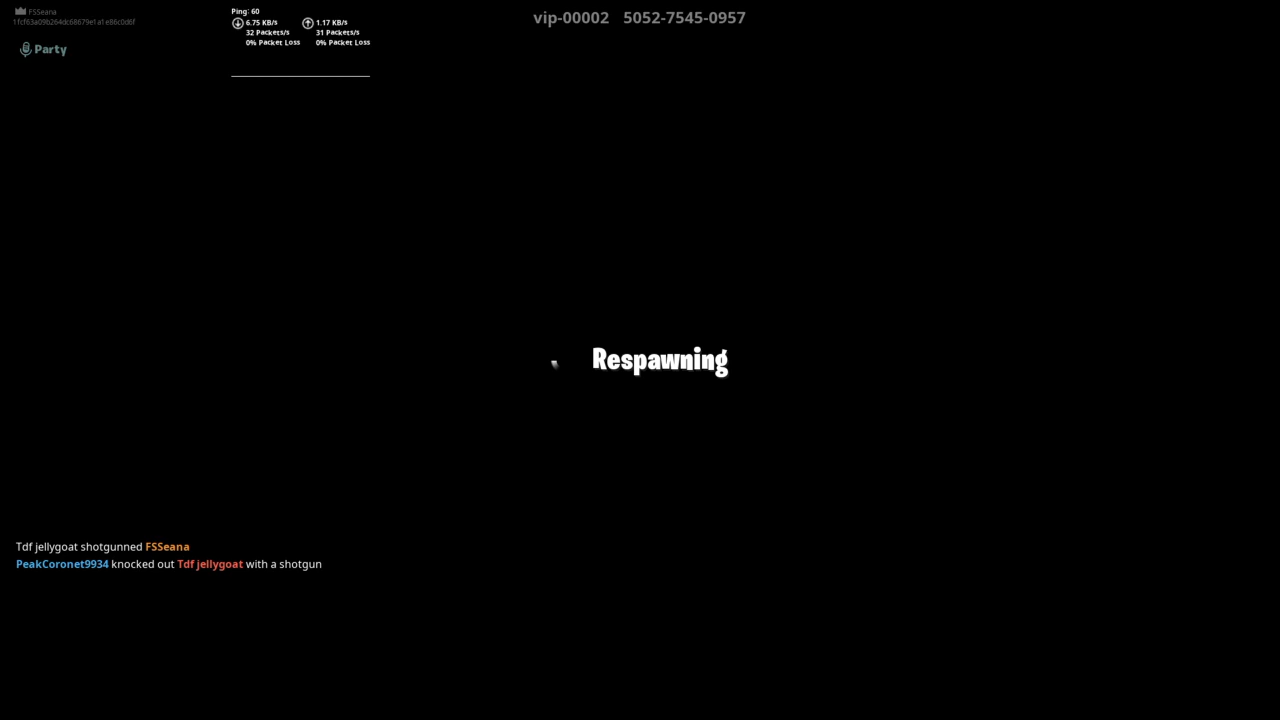 FSSeana
Party
Ping: 60
6.75 KB/s
1.17 KB/s
32 Packets/s
31 Packets/s
0% Packet Loss
0% Packet Loss
vip-00002 5052-7545-0957
Respawning
Tdf jellygoat shotgunned FSSeana
PeakCoronet9934 knocked out Tdf jellygoat with a shotgun